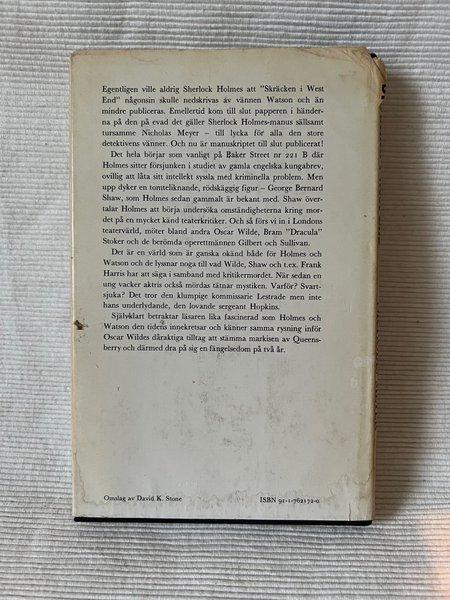 Egentligen ville aldrig Sherlock Holmes att "Skräcken i West
End" någonsin skulle nedskrivas av vännen Watson och än
mindre publiceras. Emellertid kom till slut papperen i händer-
na på den på evad det gäller Sherlock Holmes-manus sällsamt
tursamme Nicholas Meyer – till lycka för alla den store
detektivens vänner. Och nu är manuskriptet till slut publicerat!
Det hela börjar som vanligt på Baker Street nr 221 B där
Holmes sitter försjunken i studiet av gamla engelska kungabrev,
ovillig att låta sitt intellekt syssla med kriminella problem. Men
upp dyker en tomteliknande, rödskäggig figur – George Bernard
Shaw, som Holmes sedan gammalt är bekant med. Shaw över-
talar Holmes att börja undersöka omständigheterna kring mor-
det på en mycket känd teaterkritiker. Och så förs vi in i Londons
teatervärld, möter bland andra Oscar Wilde, Bram "Dracula"
Stoker och de berömda operettmännen Gilbert och Sullivan.
Det är en värld som är ganska okänd både för Holmes och
Watson och de lyssnar noga till vad Wilde, Shaw och t.ex. Frank
Harris har att säga i samband med kritikermordet. När sedan en
ung vacker aktris också mördas tätnar mystiken. Varför? Svart-
sjuka? Det tror den klumpige kommissarie Lestrade men inte
hans underlydande, den lovande sergeant Hopkins.
Självklart betraktar läsaren lika fascinerad som Holmes och
Watson den tidens innekretsar och känner samma rysning inför
Oscar Wildes dåraktiga tilltag att stämma markisen av Queens-
berry och därmed dra på sig en fängelsedom på två år.
Omslag av David K. Stone
ISBN 91-1-762172-0